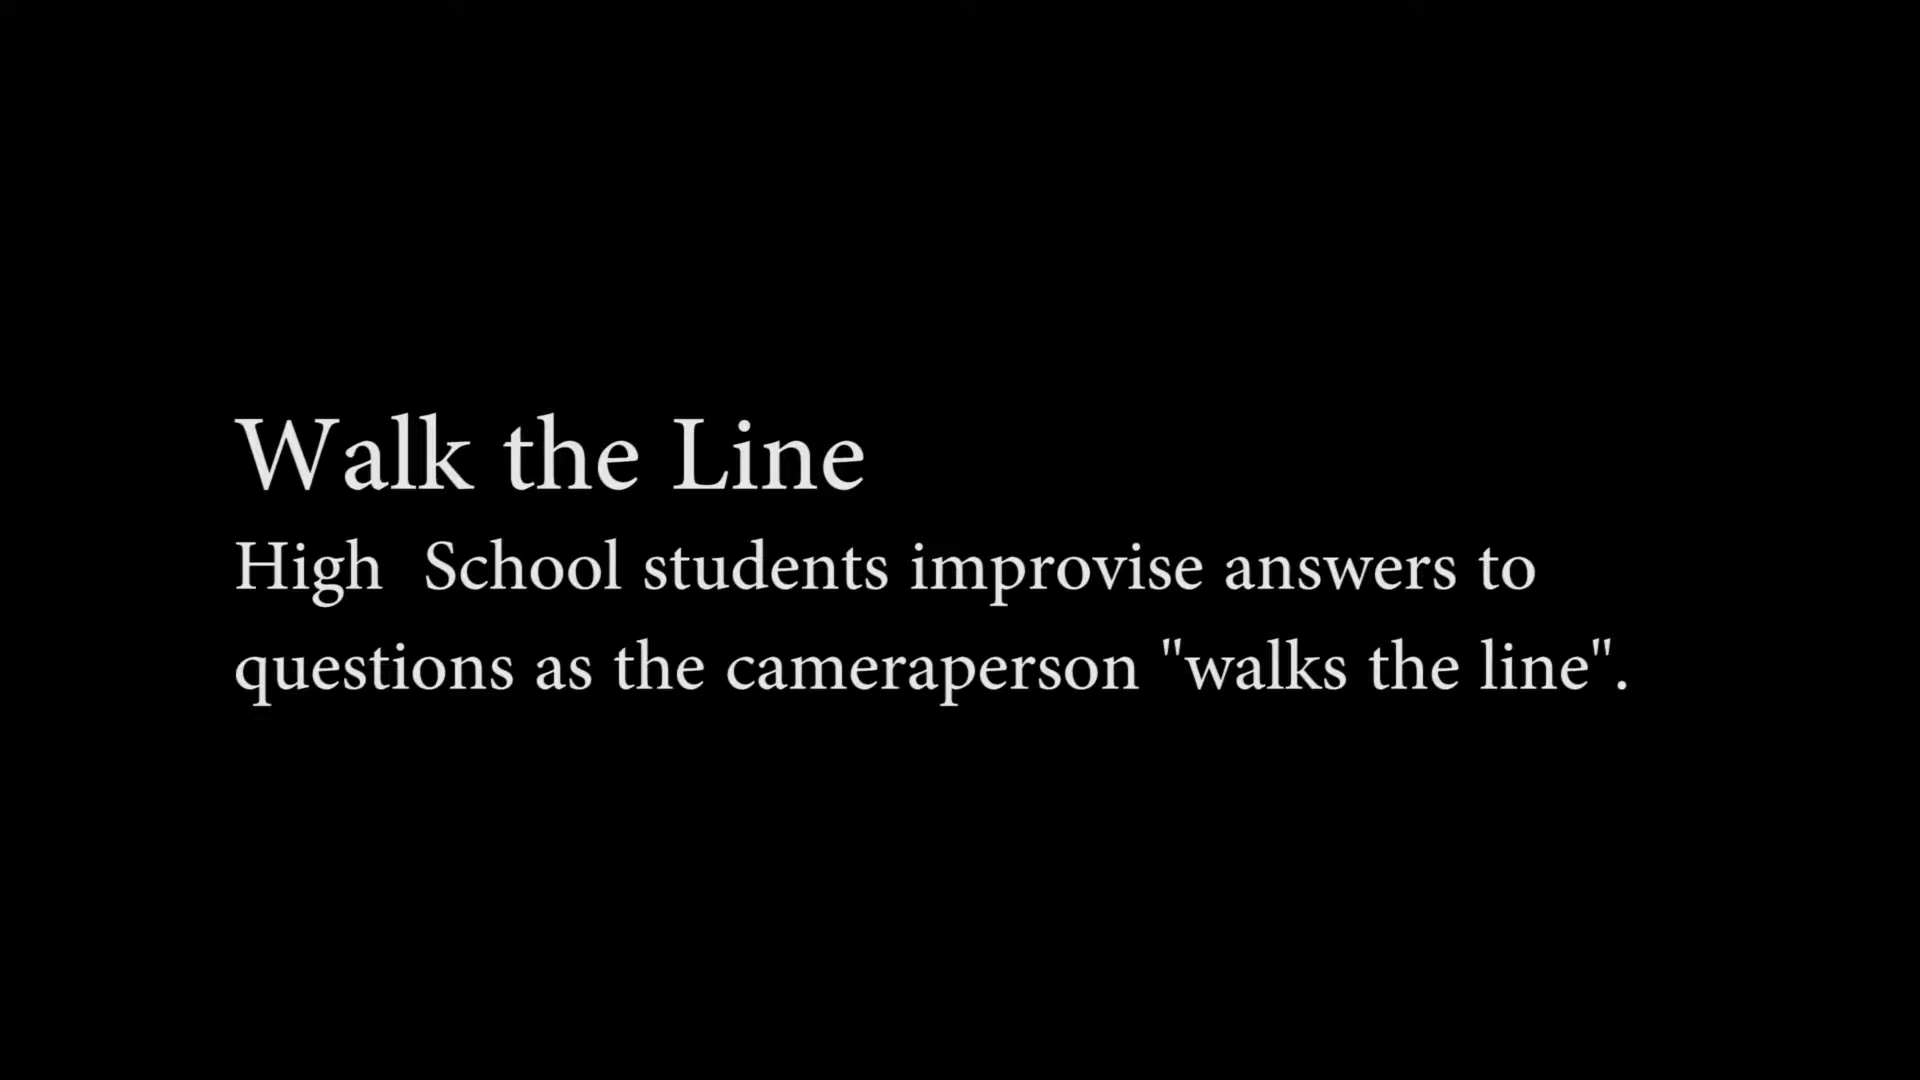 Walk the Line
High  School students improvise answers to
questions as the cameraperson "walks the line".